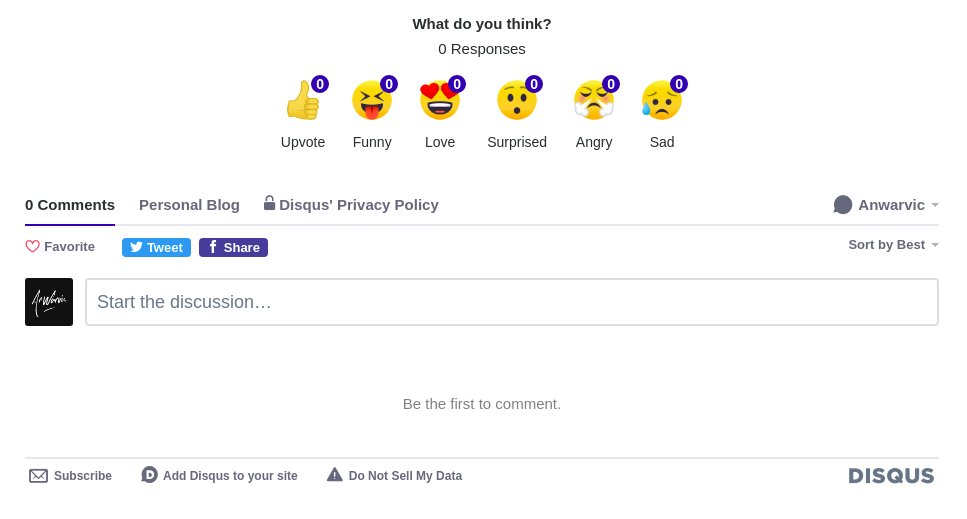 What do you think?
0 Responses
0 0 0 0 0 0
Upvote Funny Love Surprised Angry Sad
0 Comments Personal Blog Disqus' Privacy Policy Anwarvic
Favorite Tweet Share Sort by Best
Start the discussion…
Be the first to comment.
Subscribe Add Disqus to your site Do Not Sell My Data DISQUS